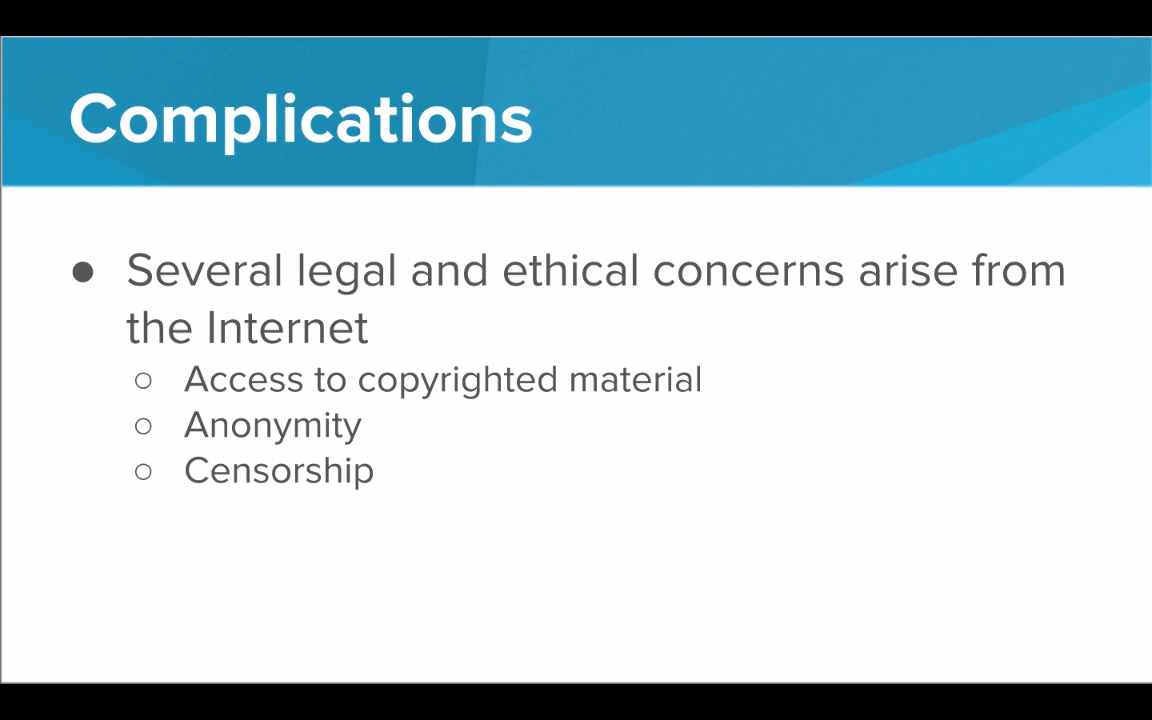 Complications
● Several legal and ethical concerns arise from
the Internet
○ Access to copyrighted material
○ Anonymity
○ Censorship